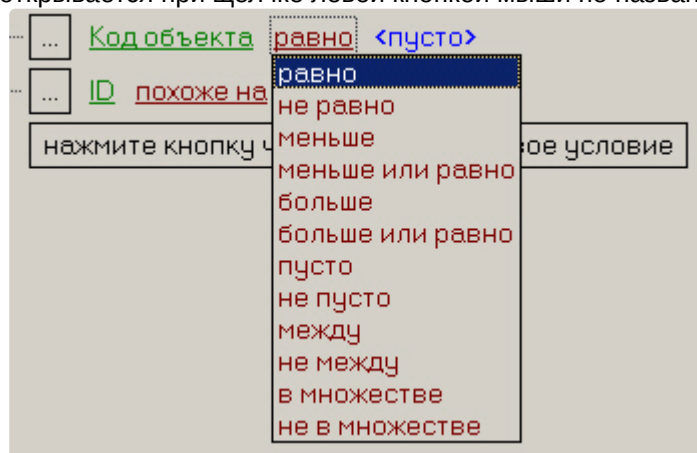 открывается при щелчке левой кнопкой мыши по назван
... Код объекта равно <пусто>
... ID похоже на
нажмите кнопку ое условие
равно
не равно
меньше
меньше или равно
больше
больше или равно
пусто
не пусто
между
не между
в множестве
не в множестве